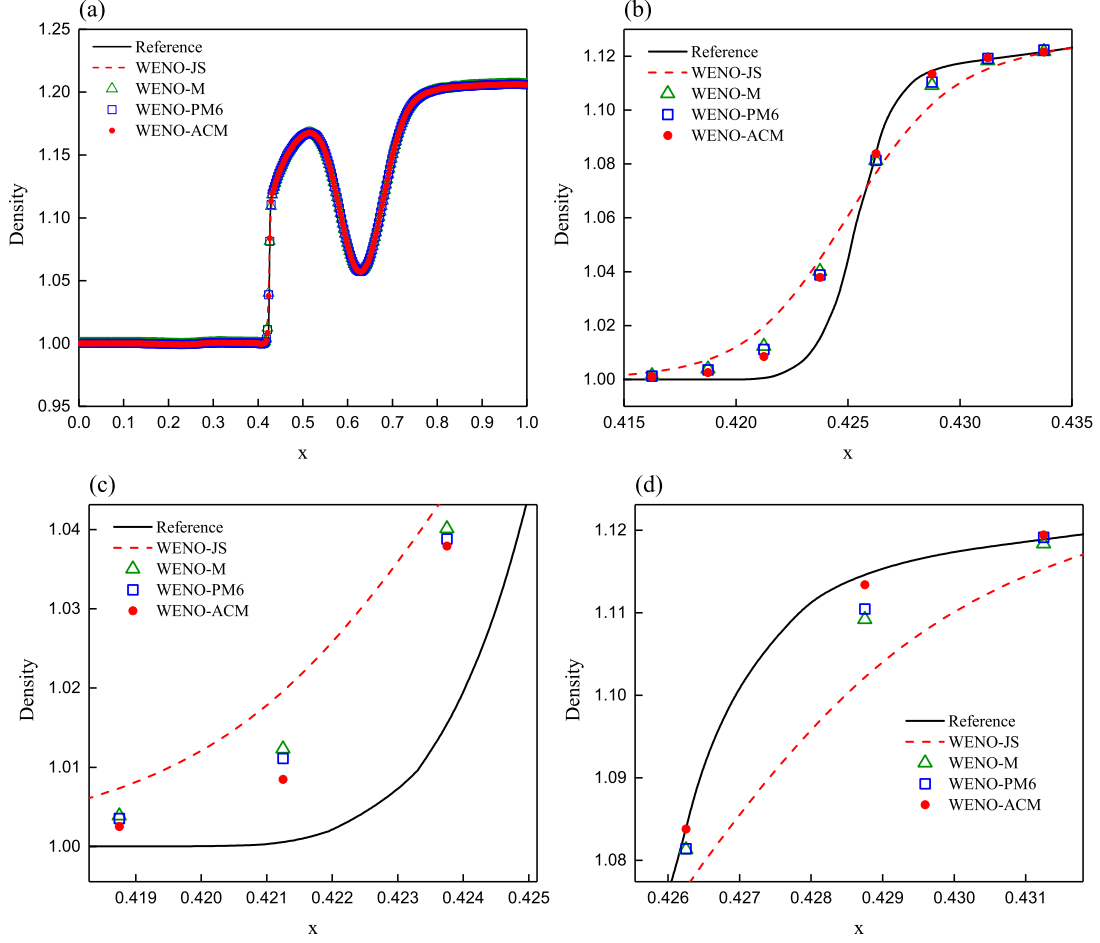 (a)
1.25
1.20
1.15
1.10
1.05
1.00
0.95
Density
Reference
WENO-JS
WENO-M
WENO-PM6
WENO-ACM
0.0 0.1 0.2 0.3 0.4 0.5 0.6 0.7 0.8 0.9 1.0
x
(b)
1.12
1.10
1.08
1.06
1.04
1.02
1.00
Density
Reference
WENO-JS
WENO-M
WENO-PM6
WENO-ACM
0.415 0.420 0.425 0.430 0.435
x
(c)
1.04
1.03
1.02
1.01
1.00
Density
Reference
WENO-JS
WENO-M
WENO-PM6
WENO-ACM
0.419 0.420 0.421 0.422 0.423 0.424 0.425
x
(d)
1.12
1.11
1.10
1.09
1.08
Density
Reference
WENO-JS
WENO-M
WENO-PM6
WENO-ACM
0.426 0.427 0.428 0.429 0.430 0.431
x